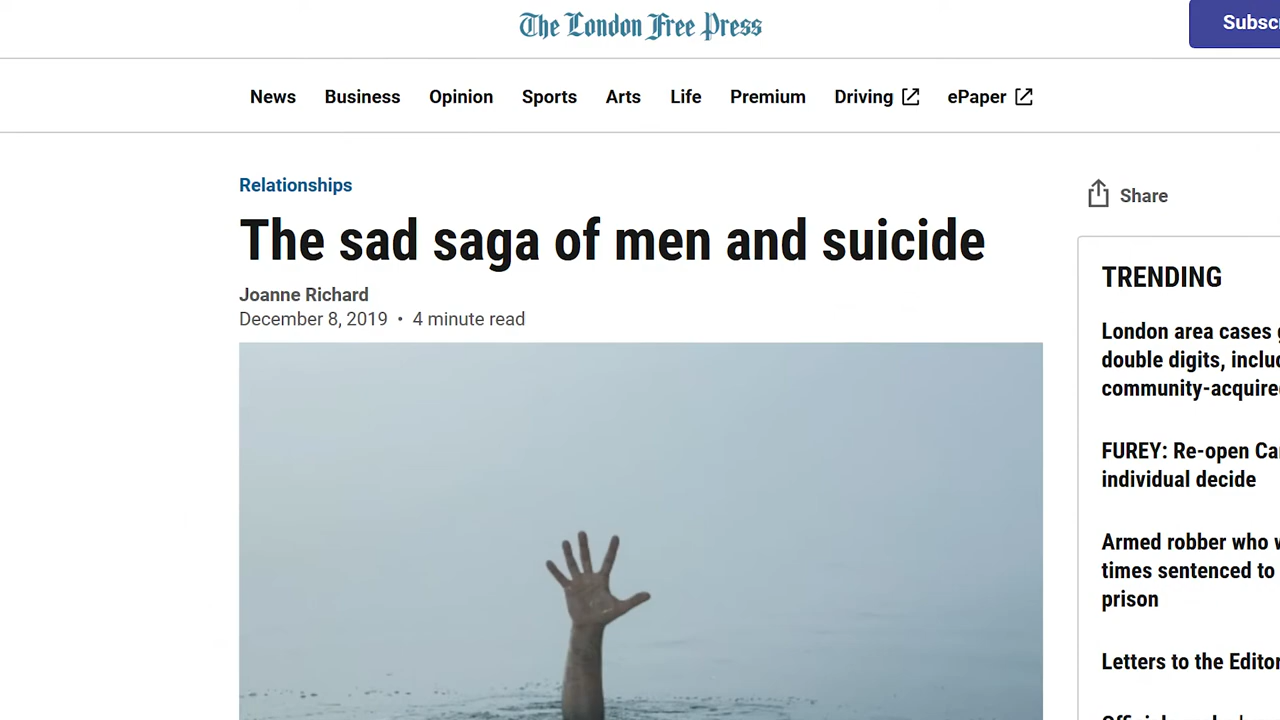 The London Free Press
News Business Opinion Sports Arts Life Premium Driving ePaper
Relationships
The sad saga of men and suicide
Joanne Richard
December 8, 2019 • 4 minute read
Share
TRENDING
London area cases
double digits,
community-acquired
FUREY: Re-open
individual decide
Armed robber who
times sentenced to
prison
Letters to the Editor